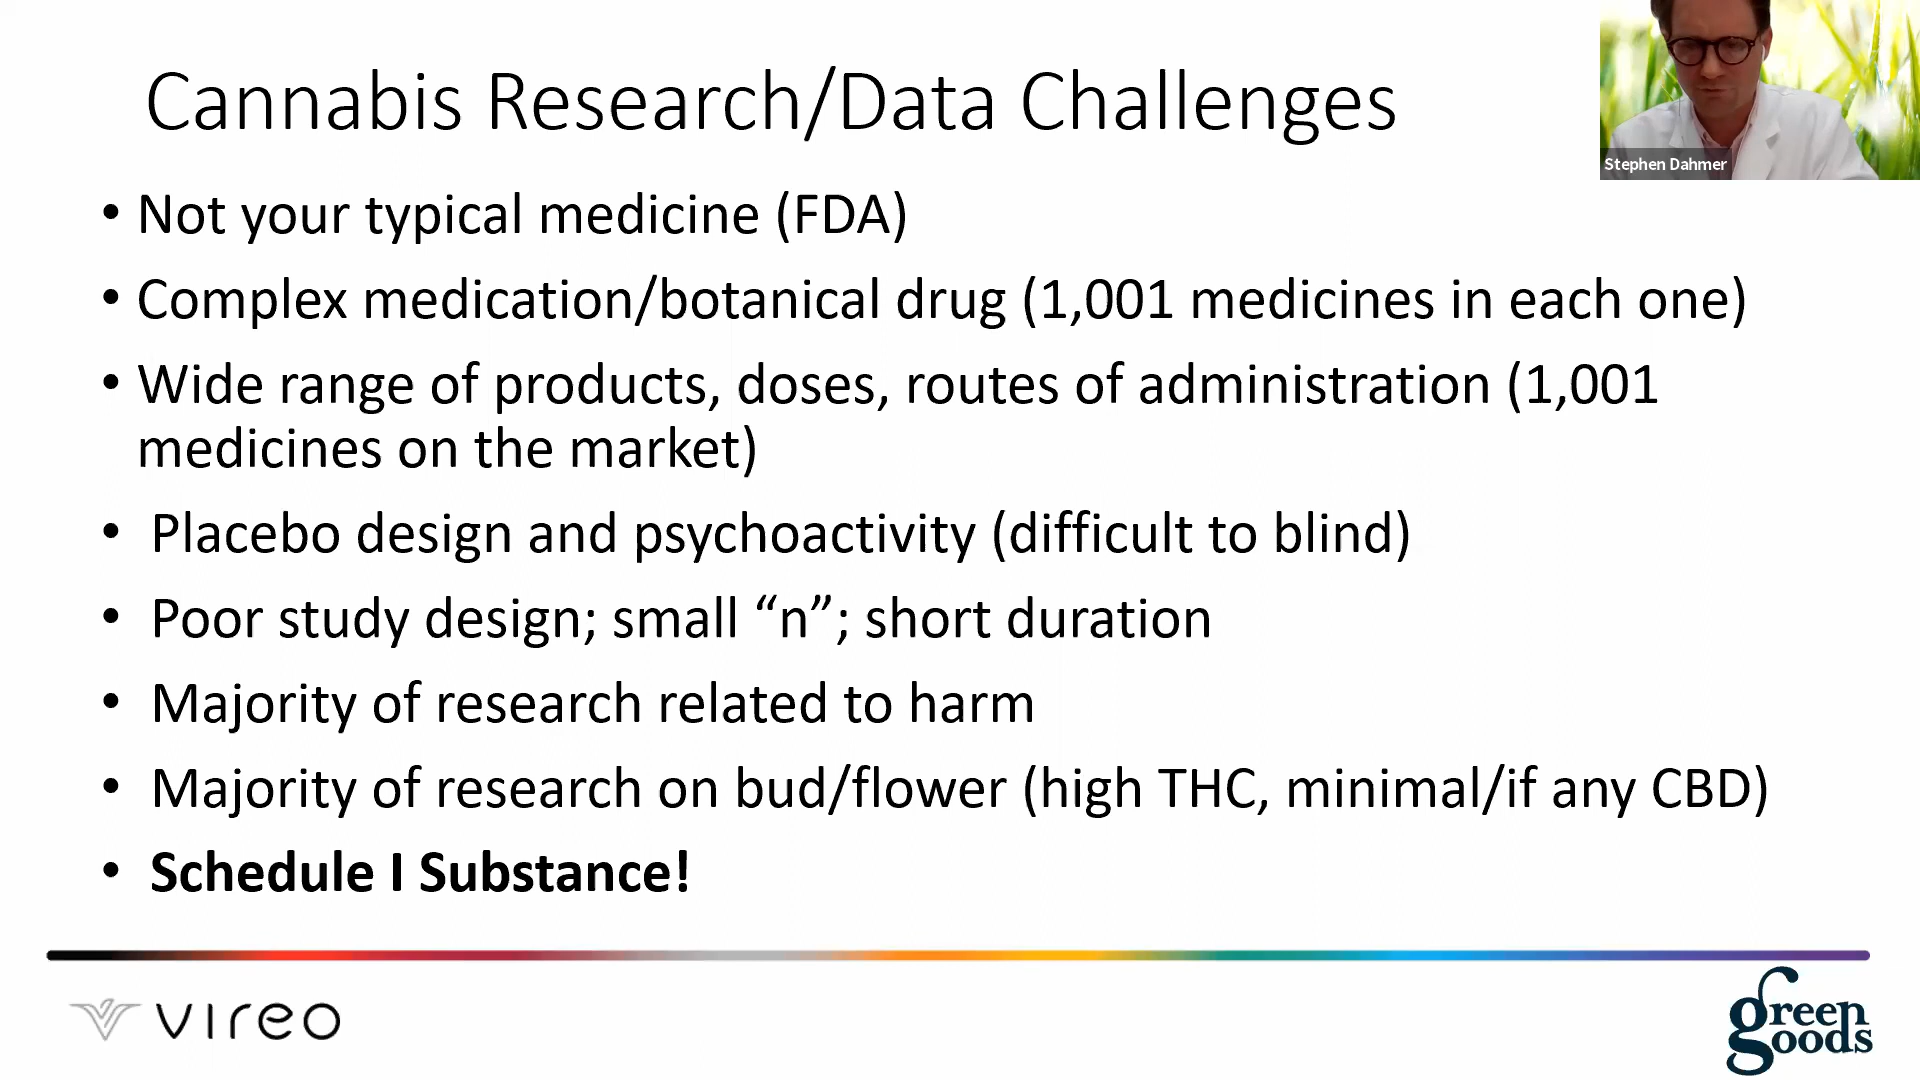 Cannabis Research/Data Challenges
Stephen Dahmer
• Not your typical medicine (FDA)
• Complex medication/botanical drug (1,001 medicines in each one)
• Wide range of products, doses, routes of administration (1,001
medicines on the market)
• Placebo design and psychoactivity (difficult to blind)
• Poor study design; small “n”; short duration
• Majority of research related to harm
• Majority of research on bud/flower (high THC, minimal/if any CBD)
• Schedule I Substance!
vireo
green
goods